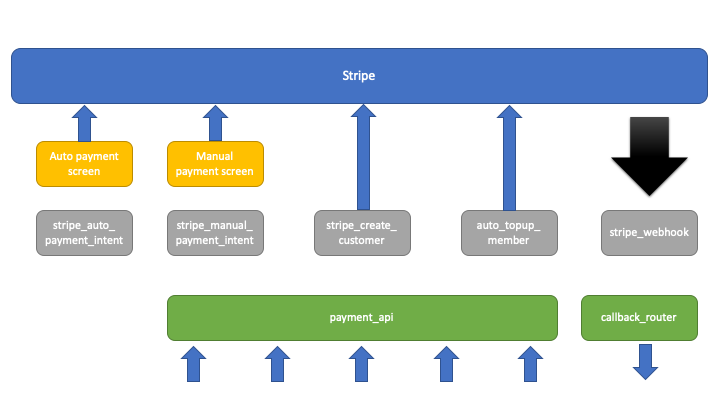 Stripe
Auto payment
screen
Manual
payment screen
stripe_auto_
payment_intent
stripe_manual_
payment_intent
stripe_create_
customer
auto_topup_
member
stripe_webhook
payment_api
callback_router